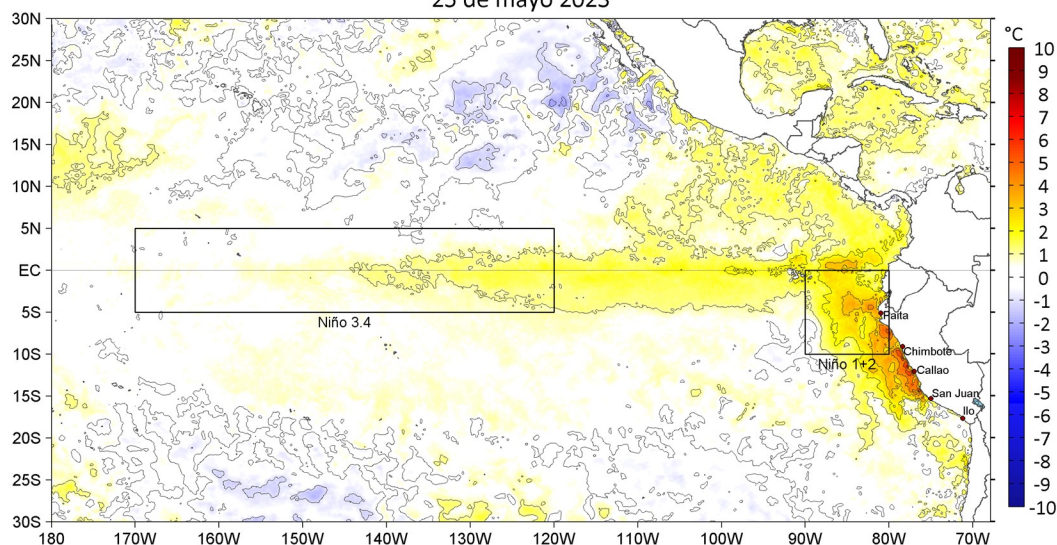 25 de mayo 2023
30N
25N
20N
15N
10N
5N
EC
5S
10S
15S
20S
25S
30S
180
170W
160W
150W
140W
130W
120W
110W
100W
90W
80W
70W
Niño 3.4
Niño 1+2
Paita
Chimbote
Callao
San Juan
Ilo
°C
10
9
8
7
6
5
4
3
2
1
0
-1
-2
-3
-4
-5
-6
-7
-8
-9
-10